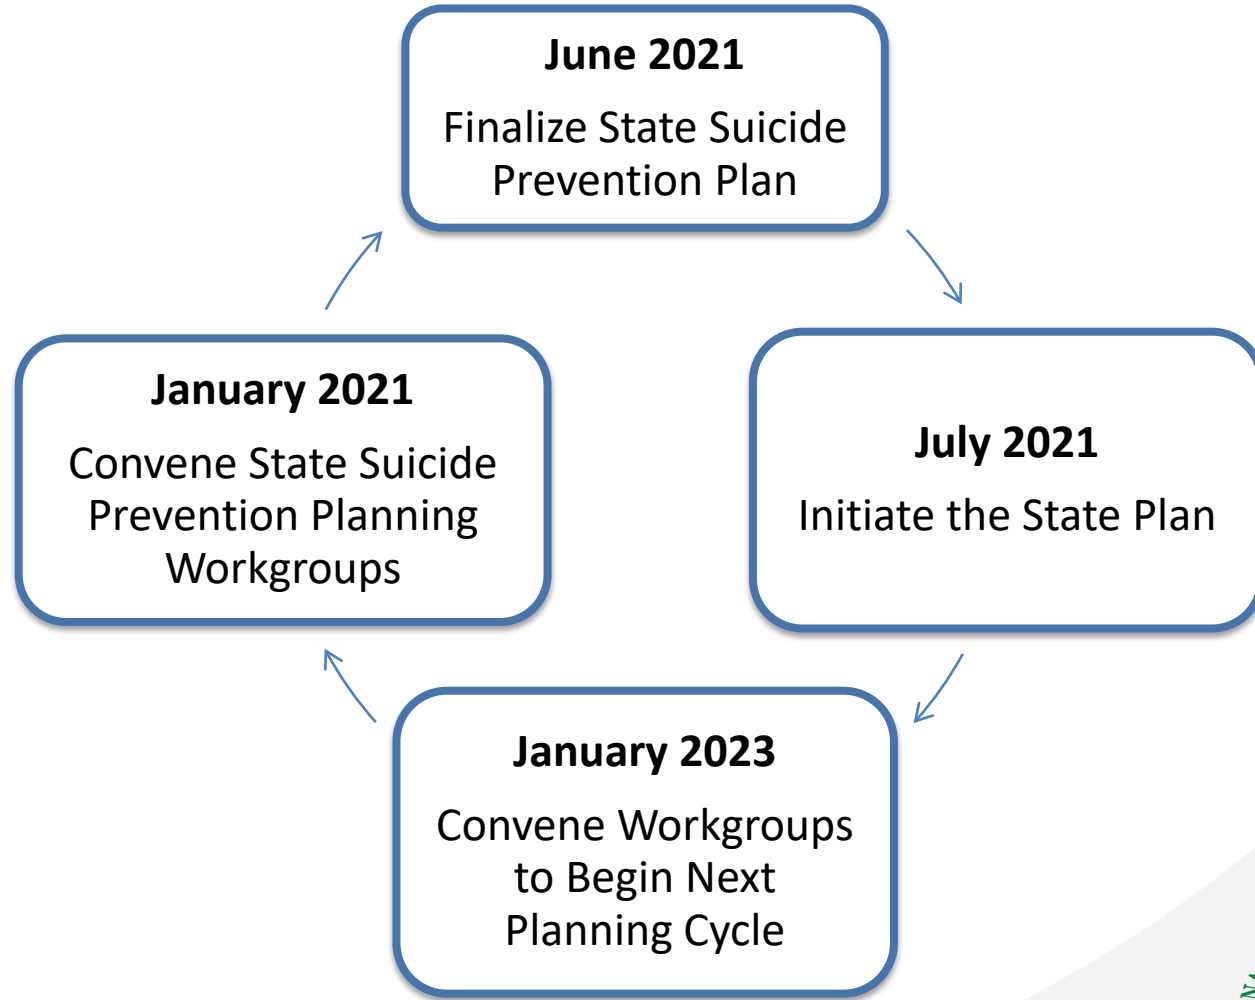 June 2021
Finalize State Suicide
Prevention Plan
January 2021
Convene State Suicide
Prevention Planning
Workgroups
July 2021
Initiate the State Plan
January 2023
Convene Workgroups
to Begin Next
Planning Cycle